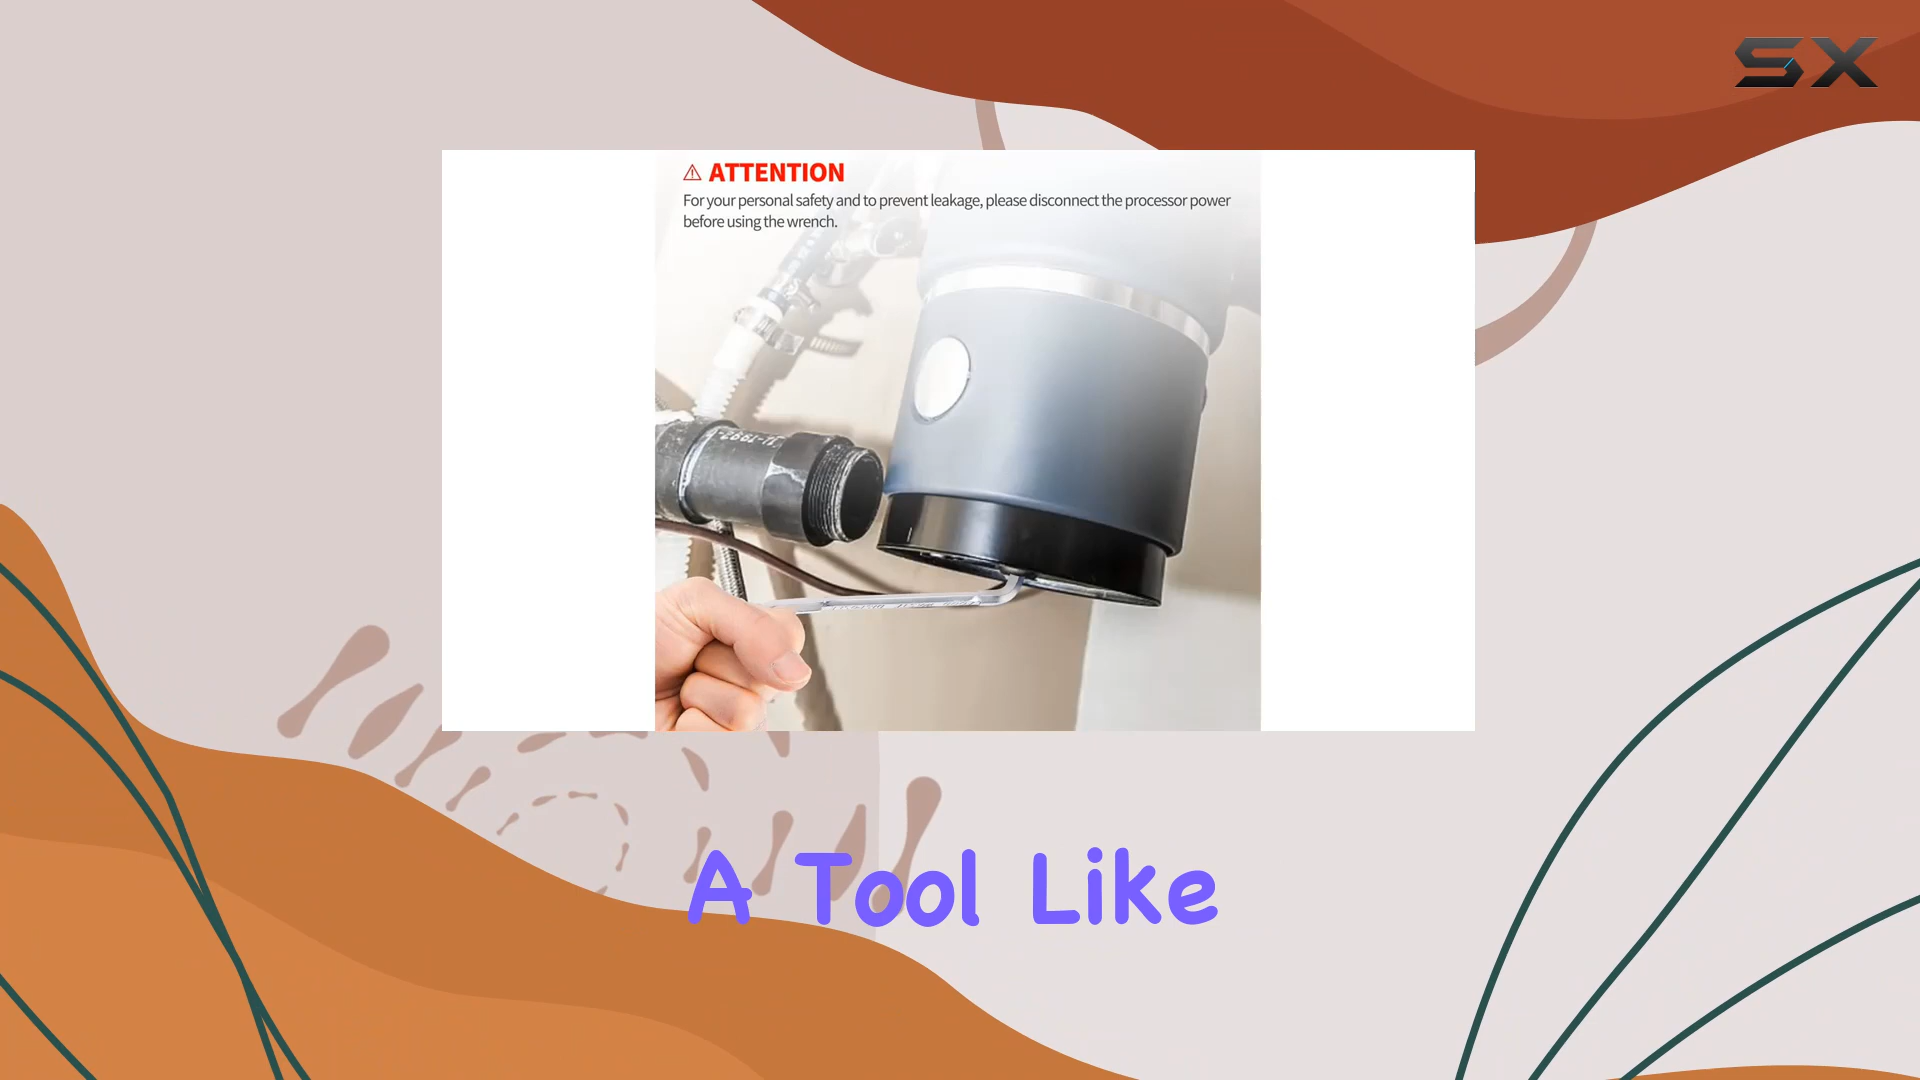 SX
⚠ ATTENTION
For your personal safety and to prevent leakage, please disconnect the processor power
before using the wrench.
A Tool Like